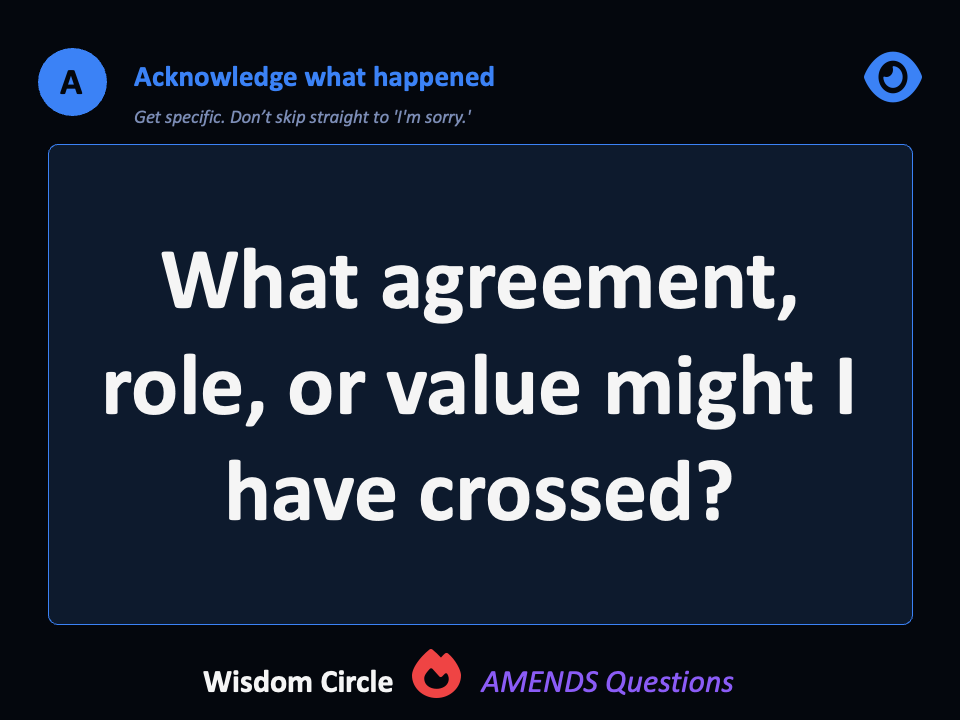 A
Acknowledge what happened
Get specific. Don’t skip straight to 'I'm sorry.'
What agreement,
role, or value might I
have crossed?
Wisdom Circle AMENDS Questions